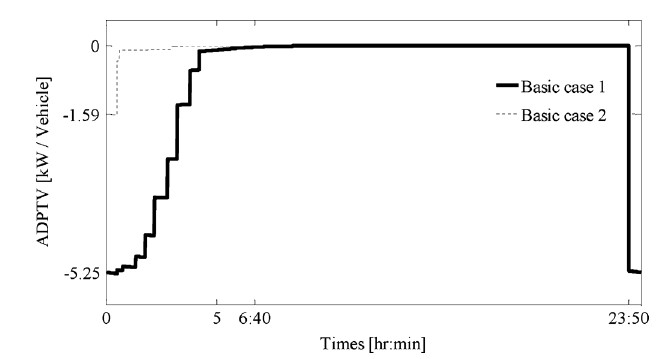 0
-1.59
-5.25
ADPTV [kW / Vehicle]
Basic case 1
Basic case 2
0 5 6:40 23:50
Times [hr:min]